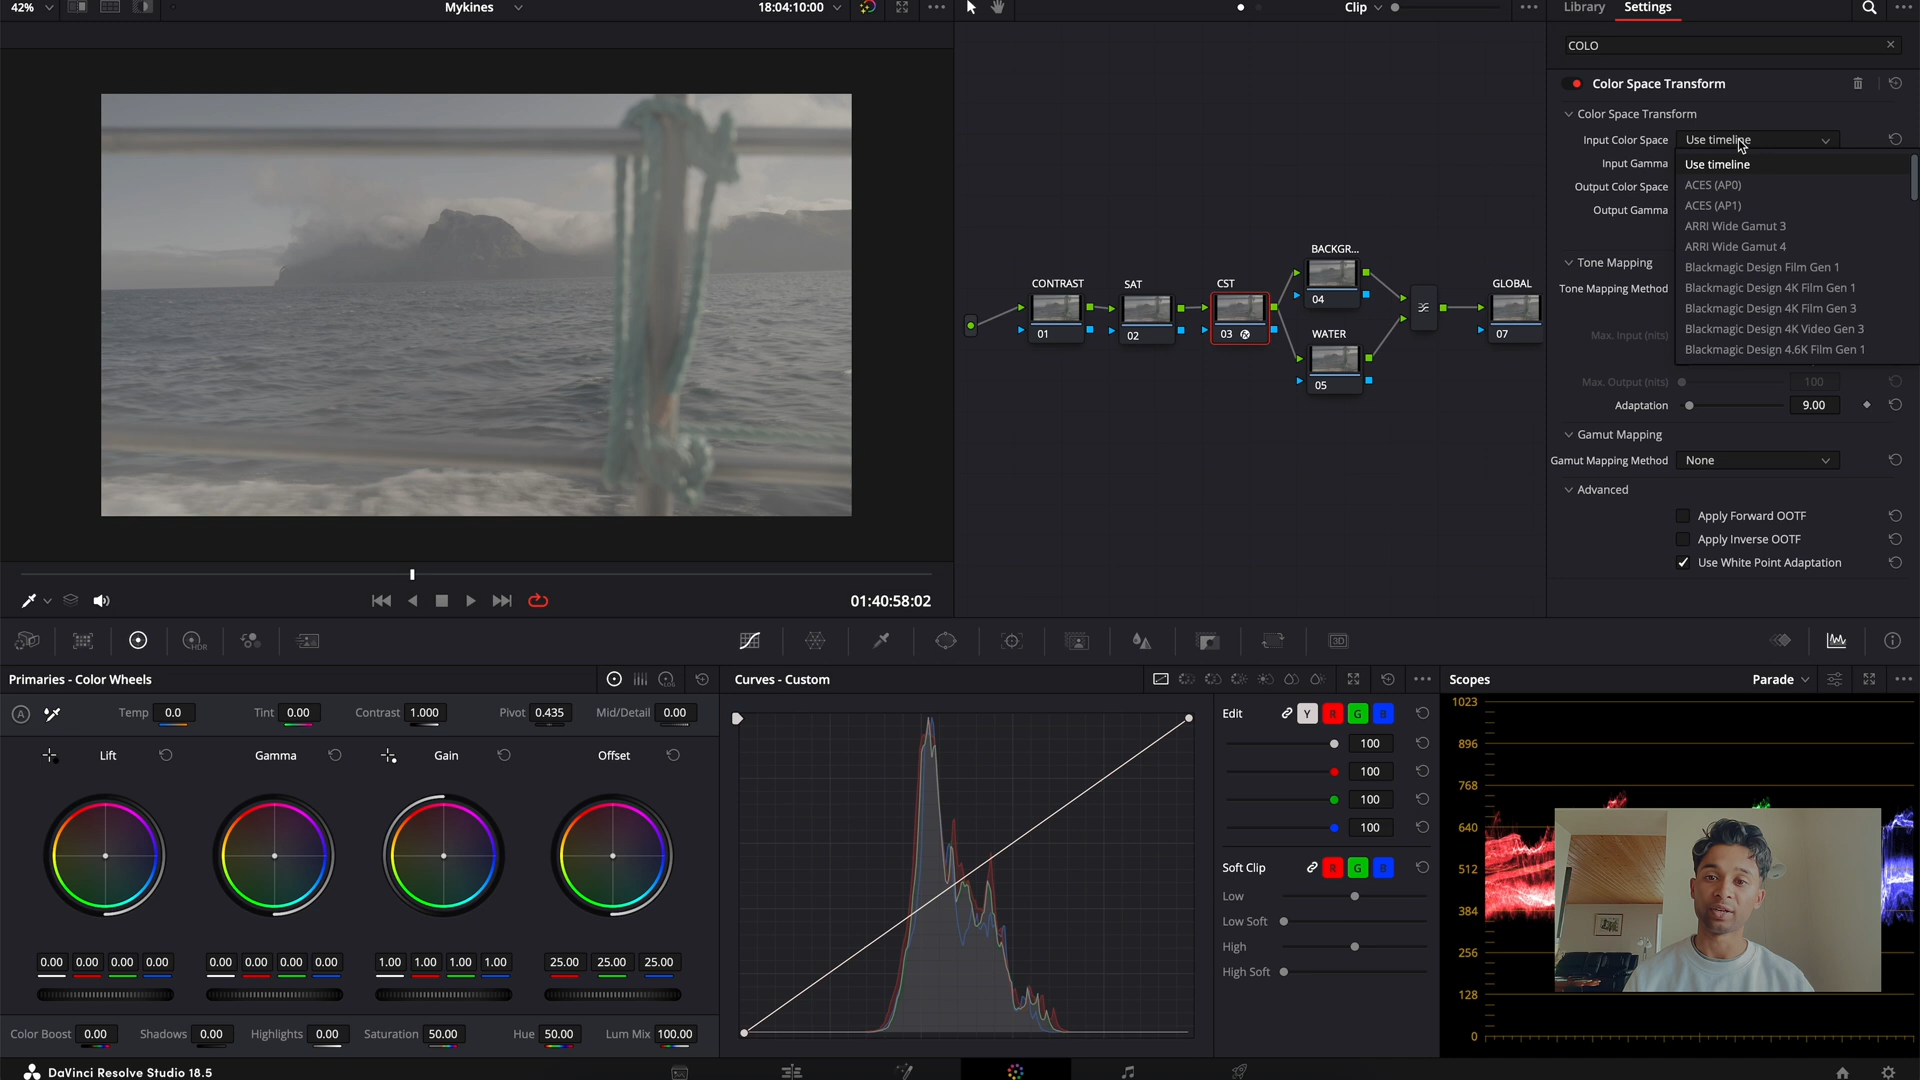 42%
Mykines
18:04:10:00
Clip
Library
Settings
COLO
Color Space Transform
Color Space Transform
Input Color Space
Use timeline
Input Gamma
Output Color Space
Output Gamma
Use timeline
ACES (AP0)
ACES (AP1)
ARRI Wide Gamut 3
ARRI Wide Gamut 4
Blackmagic Design Film Gen 1
Blackmagic Design 4K Film Gen 1
Blackmagic Design 4K Film Gen 3
Blackmagic Design 4K Video Gen 3
Blackmagic Design 4.6K Film Gen 1
Tone Mapping
Tone Mapping Method
Max. Input (nits)
Max. Output (nits) 100
Adaptation 9.00
Gamut Mapping
Gamut Mapping Method None
Advanced
Apply Forward OOTF
Apply Inverse OOTF
Use White Point Adaptation
CONTRAST
01
SAT
02
CST
03
BACKGR...
04
WATER
05
GLOBAL
07
01:40:58:02
HDR
3D
Primaries - Color Wheels
A
Temp 0.0 Tint 0.00 Contrast 1.000 Pivot 0.435 Mid/Detail 0.00
Lift Gamma Gain Offset
0.00 0.00 0.00 0.00 0.00 0.00 0.00 0.00 1.00 1.00 1.00 1.00 25.00 25.00 25.00
Color Boost 0.00 Shadows 0.00 Highlights 0.00 Saturation 50.00 Hue 50.00 Lum Mix 100.00
Curves - Custom
Edit Y R G B
100
100
100
100
Soft Clip R G B
Low
Low Soft
High
High Soft
Scopes
Parade
1023
896
768
640
512
384
256
128
0
DaVinci Resolve Studio 18.5